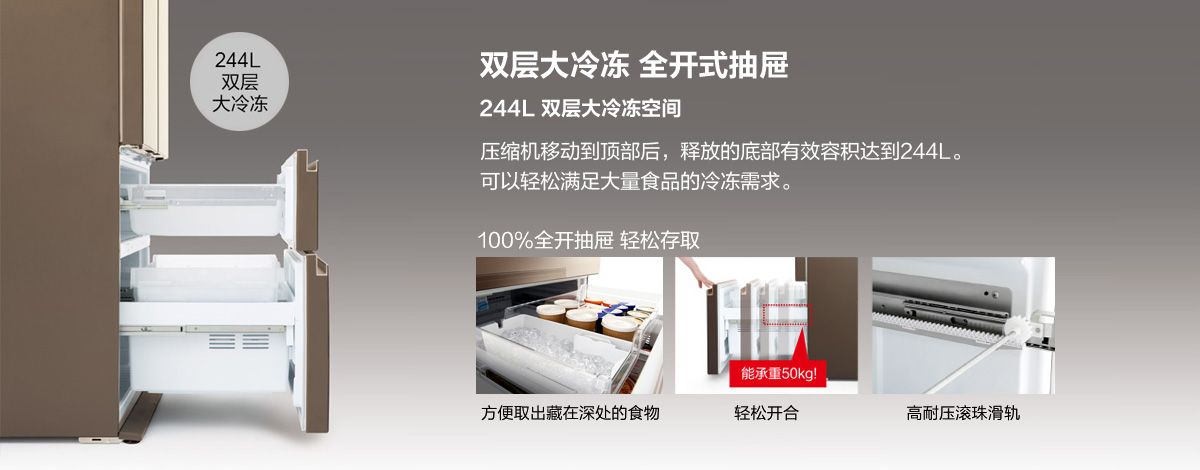 244L
双层
大冷冻
双层大冷冻 全开式抽屉
244L 双层大冷冻空间
压缩机移动到顶部后，释放的底部有效容积达到244L。
可以轻松满足大量食品的冷冻需求。
100%全开抽屉 轻松存取
能承重50kg!
方便取出藏在深处的食物
轻松开合
高耐压滚珠滑轨